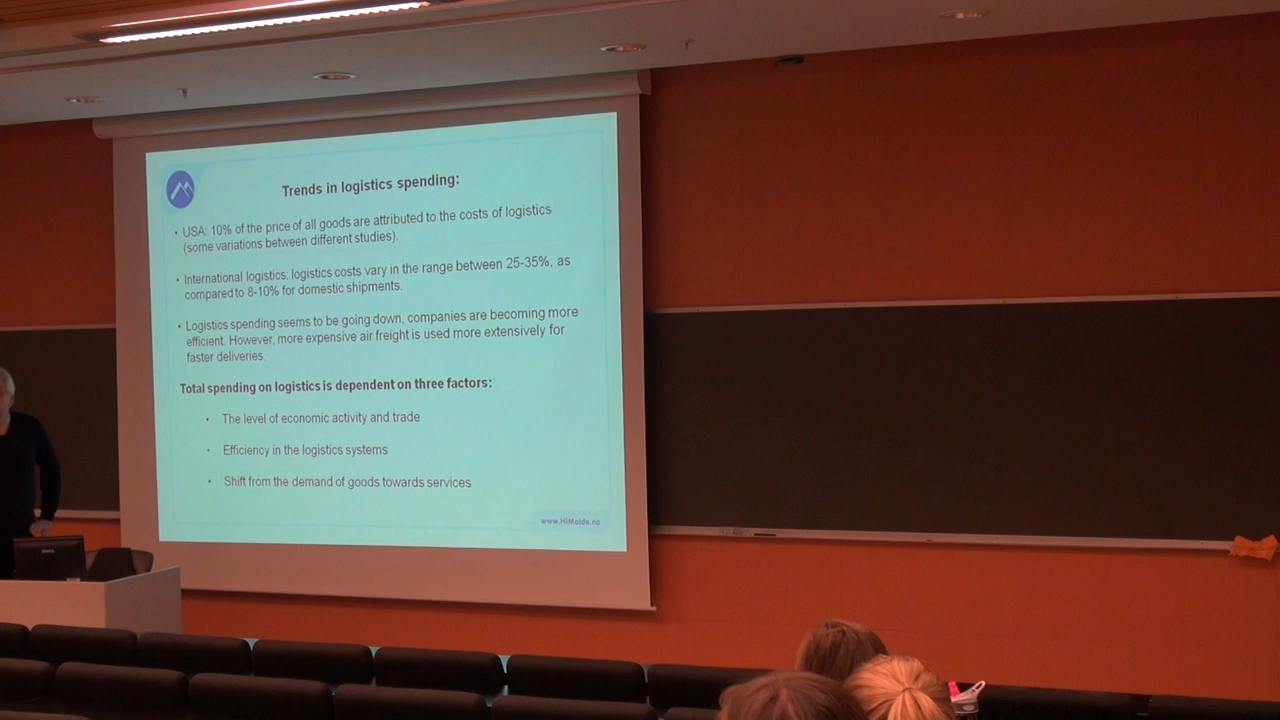 Trends in logistics spending:
• USA: 10% of the price of all goods are attributed to the costs of logistics
(some variations between different studies).
• International logistics: logistics costs vary in the range between 25-35%, as
compared to 8-10% for domestic shipments.
• Logistics spending seems to be going down, companies are becoming more
efficient. However, more expensive air freight is used more extensively for
faster deliveries.
Total spending on logistics is dependent on three factors:
• The level of economic activity and trade
• Efficiency in the logistics systems
• Shift from the demand of goods towards services
www.HiMolde.no